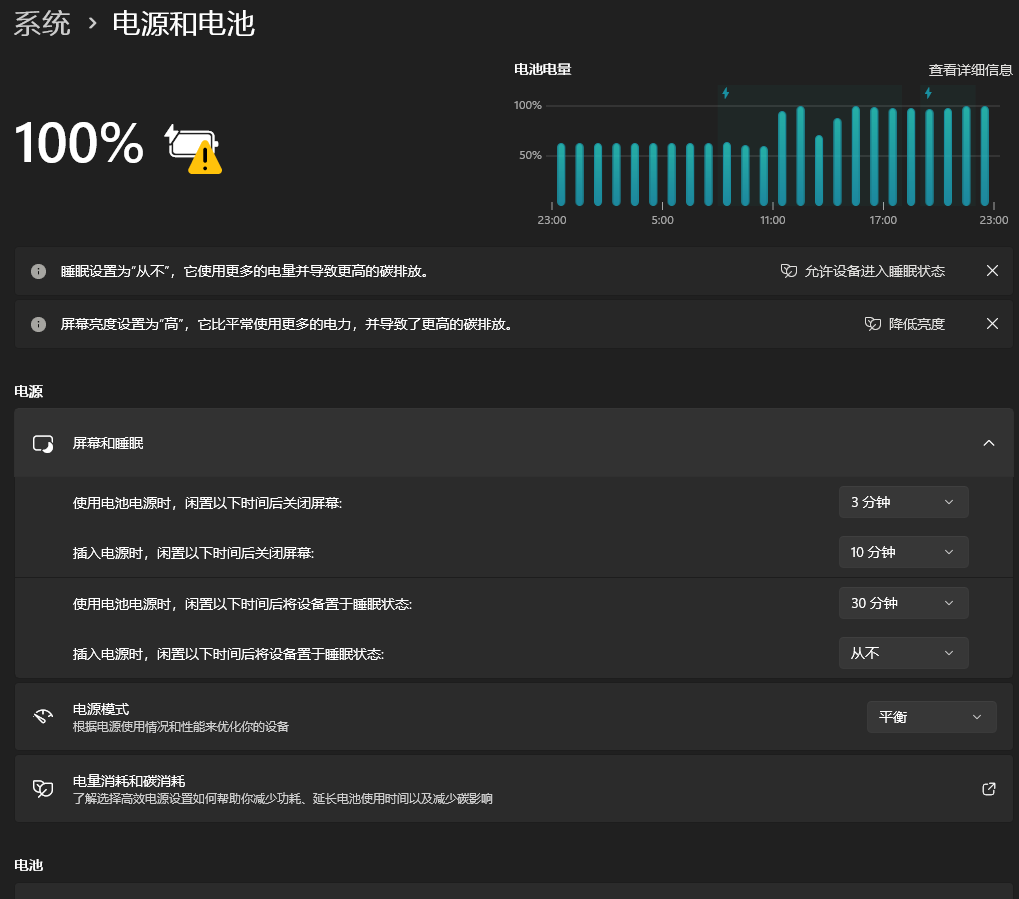 系统 › 电源和电池
电池电量
查看详细信息
100%
100%
50%
23:00
5:00
11:00
17:00
23:00
睡眠设置为“从不”，它使用更多的电量并导致更高的碳排放。
允许设备进入睡眠状态
屏幕亮度设置为“高”，它比平常使用更多的电力，并导致了更高的碳排放。
降低亮度
电源
屏幕和睡眠
使用电池电源时，闲置以下时间后关闭屏幕:
3 分钟
插入电源时，闲置以下时间后关闭屏幕:
10 分钟
使用电池电源时，闲置以下时间后将设备置于睡眠状态:
30 分钟
插入电源时，闲置以下时间后将设备置于睡眠状态:
从不
电源模式
根据电源使用情况和性能来优化你的设备
平衡
电量消耗和碳消耗
了解选择高效电源设置如何帮助你减少功耗、延长电池使用时间以及减少碳影响
电池